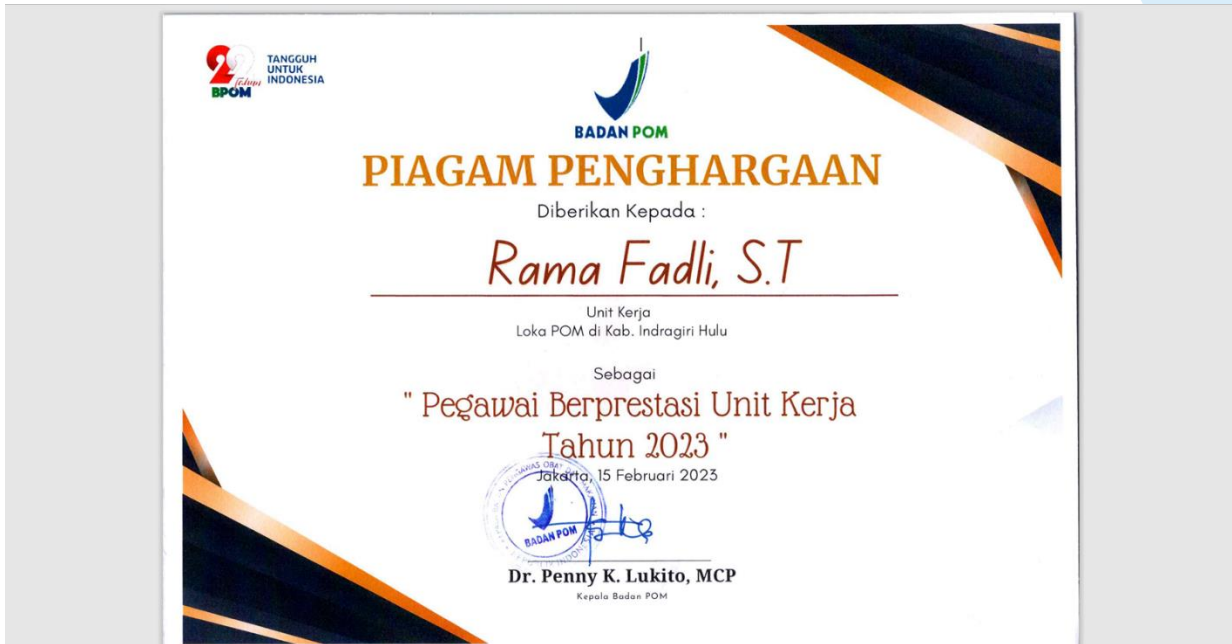 22
tahun
BPOM
TANGGUH
UNTUK
INDONESIA
BADAN POM
PIAGAM PENGHARGAAN
Diberikan Kepada :
Rama Fadli, S.T
Unit Kerja
Loka POM di Kab. Indragiri Hulu
Sebagai
" Pegawai Berprestasi Unit Kerja
Tahun 2023 "
Jakarta, 15 Februari 2023
BADAN POM
Dr. Penny K. Lukito, MCP
Kepala Badan POM